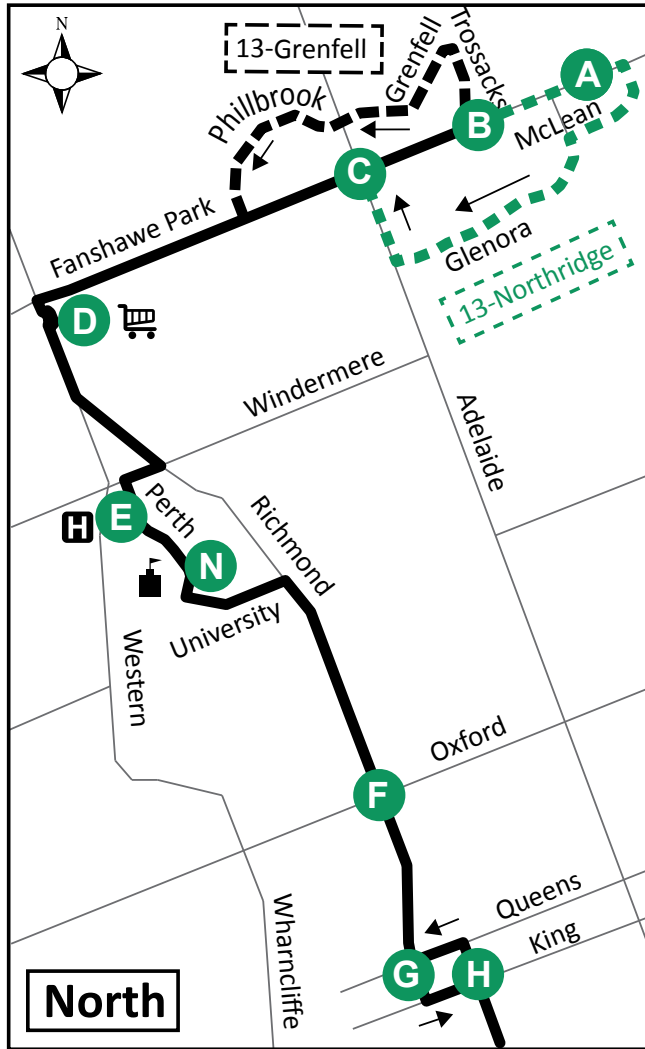 N
13-Grenfell
Trossacks
Grenfell
Phillbrook
A
B
McLean
C
Fanshawe Park
Glenora
13-Northridge
D
Windermere
Adelaide
H
E
Perth
Richmond
N
University
Western
Oxford
F
Queens
King
Wharncliffe
G
H
North